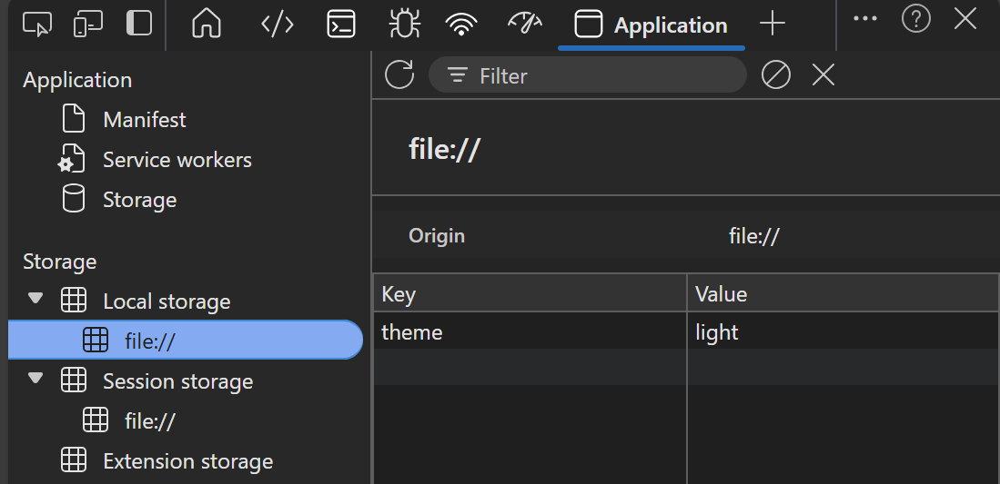 Application
Filter
Application
Manifest
Service workers
Storage
Storage
Local storage
file://
Session storage
file://
Extension storage
file://
Origin file://
Key Value
theme light